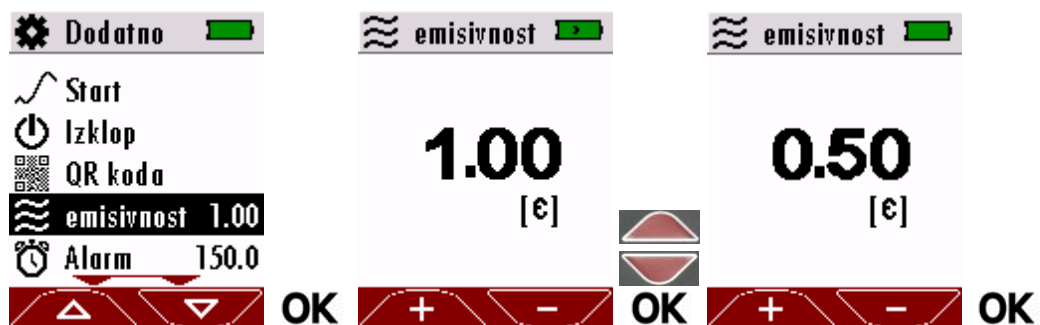 Dodatno
Start
Izklop
QR koda
emisivnost 1.00
Alarm 150.0
OK
emisivnost
1.00
[€]
+ −
OK
emisivnost
0.50
[€]
+ −
OK